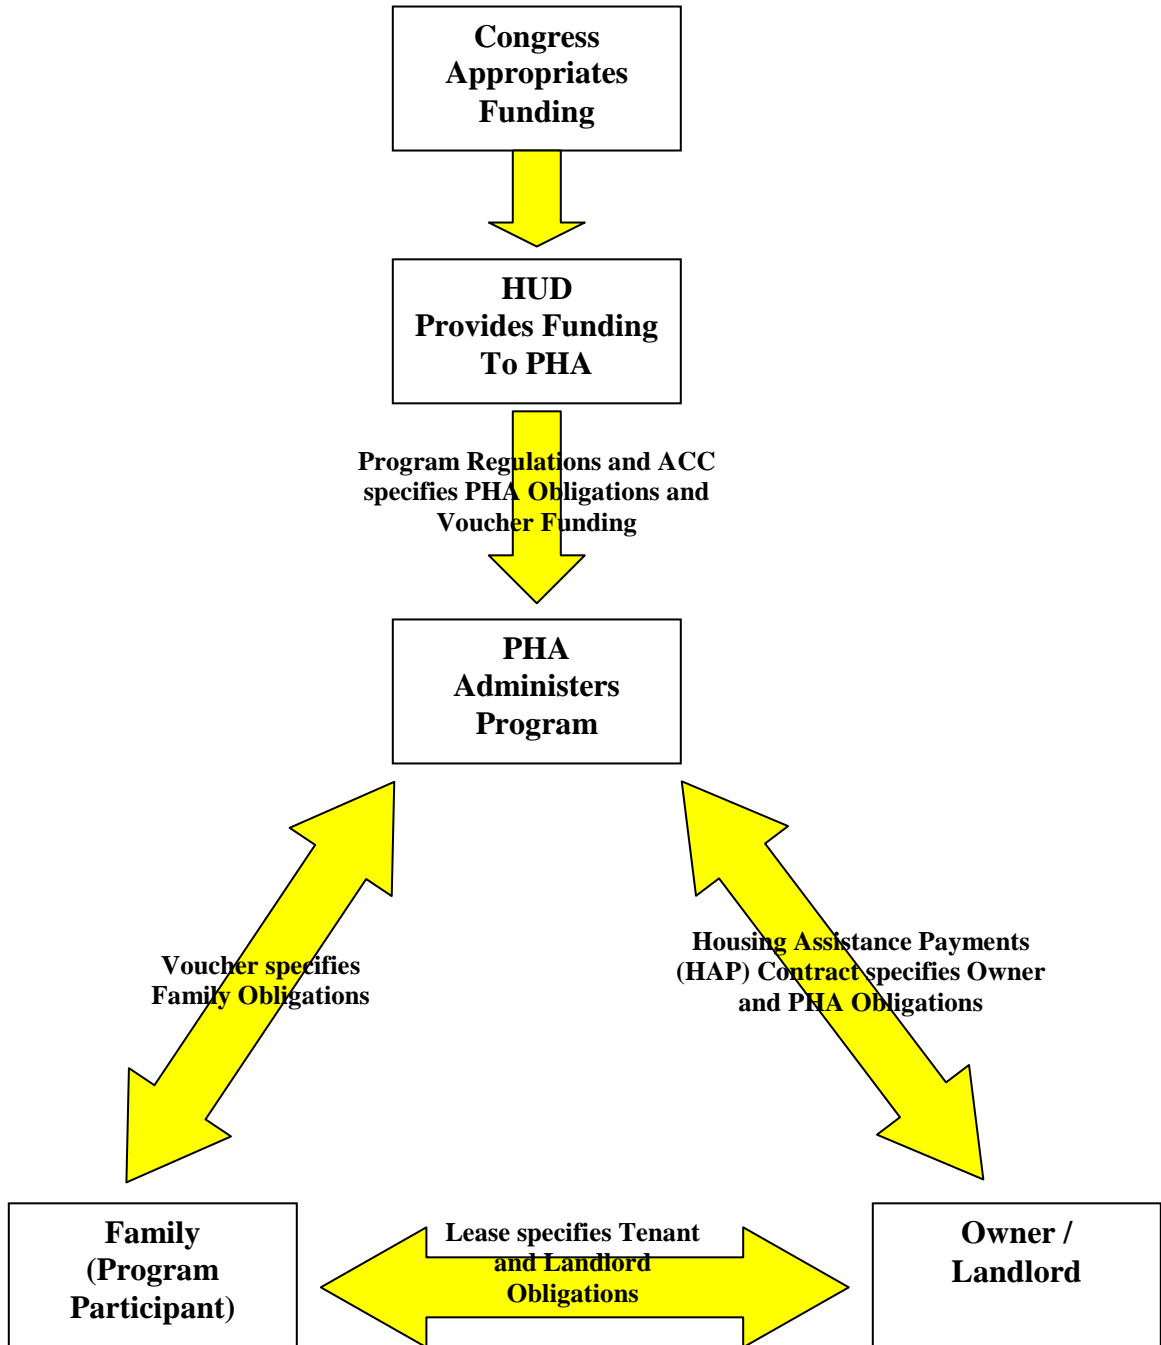 Congress
Appropriates
Funding
HUD
Provides Funding
To PHA
Program Regulations and ACC
specifies PHA Obligations and
Voucher Funding
PHA
Administers
Program
Voucher specifies
Family Obligations
Housing Assistance Payments
(HAP) Contract specifies Owner
and PHA Obligations
Family
(Program
Participant)
Lease specifies Tenant
and Landlord
Obligations
Owner /
Landlord